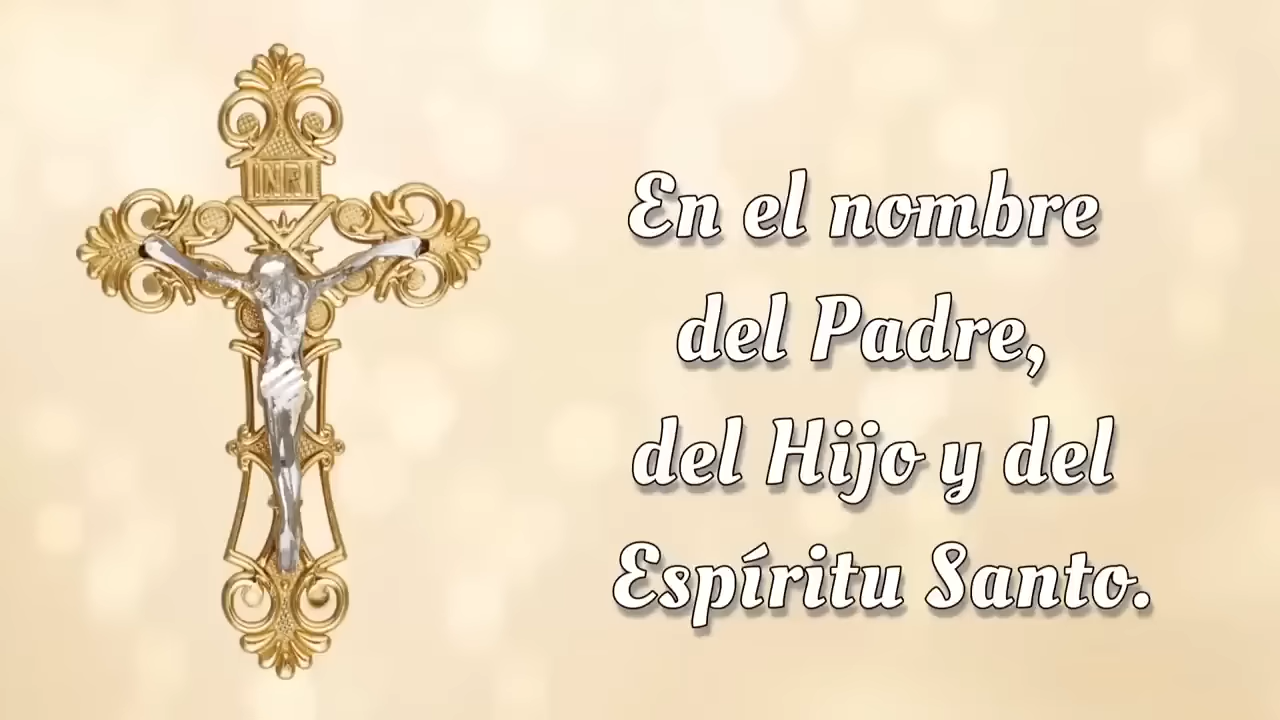 INRI
En el nombre
del Padre,
del Hijo y del
Espíritu Santo.